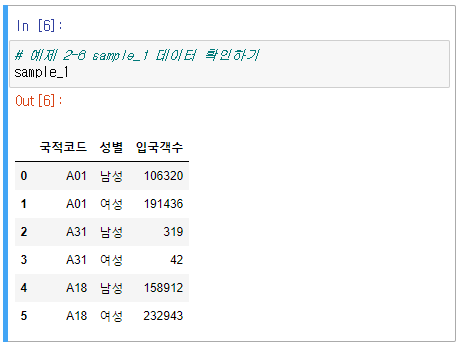 In [6]:
# 예제 2-6 sample_1 데이터 확인하기
sample_1
Out[6]:
국적코드 성별 입국객수
0 A01 남성 106320
1 A01 여성 191436
2 A31 남성 319
3 A31 여성 42
4 A18 남성 158912
5 A18 여성 232943